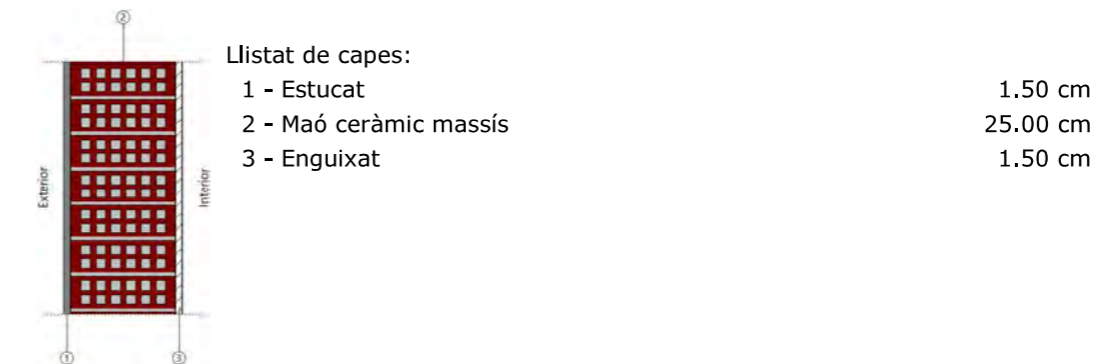 ②
Llistat de capes:
1 - Estucat 1.50 cm
2 - Maó ceràmic massís 25.00 cm
3 - Enguixat 1.50 cm
Exterior
Interior
① ③